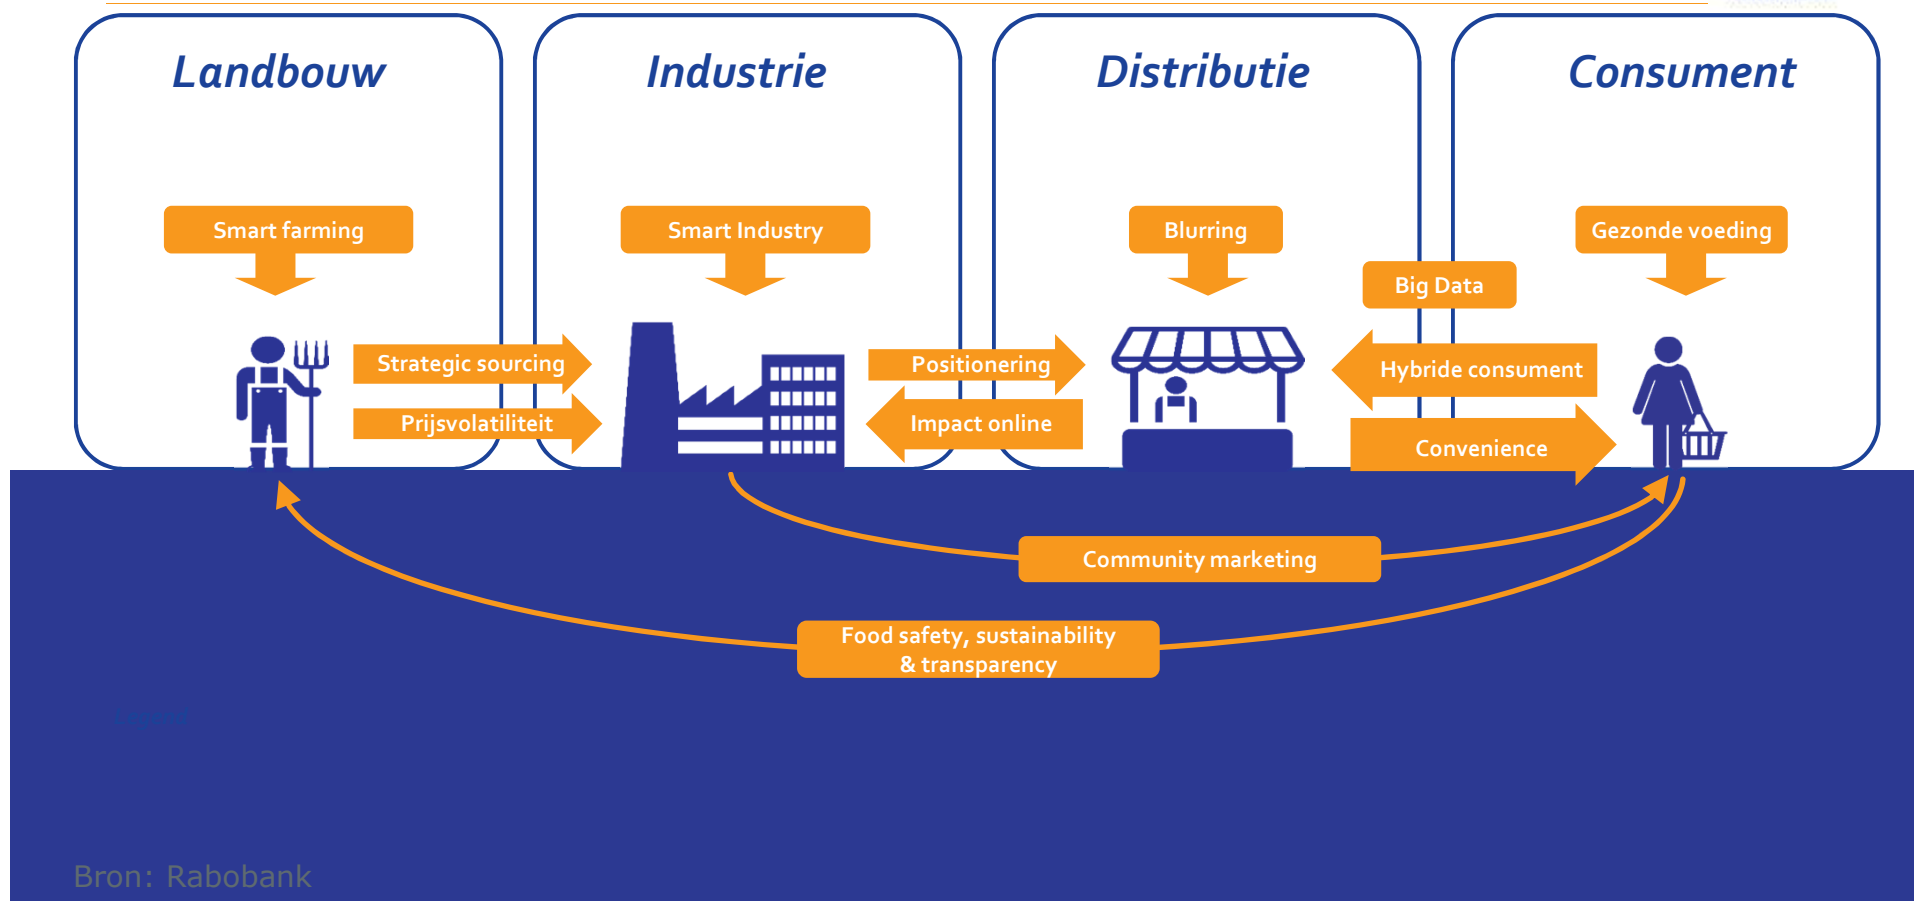 Landbouw
Industrie
Distributie
Consument
Smart farming
Smart Industry
Blurring
Gezonde voeding
Big Data
Strategic sourcing
Positionering
Hybride consument
Prijsvolatiliteit
Impact online
Convenience
Community marketing
Food safety, sustainability
& transparency
Bron: Rabobank